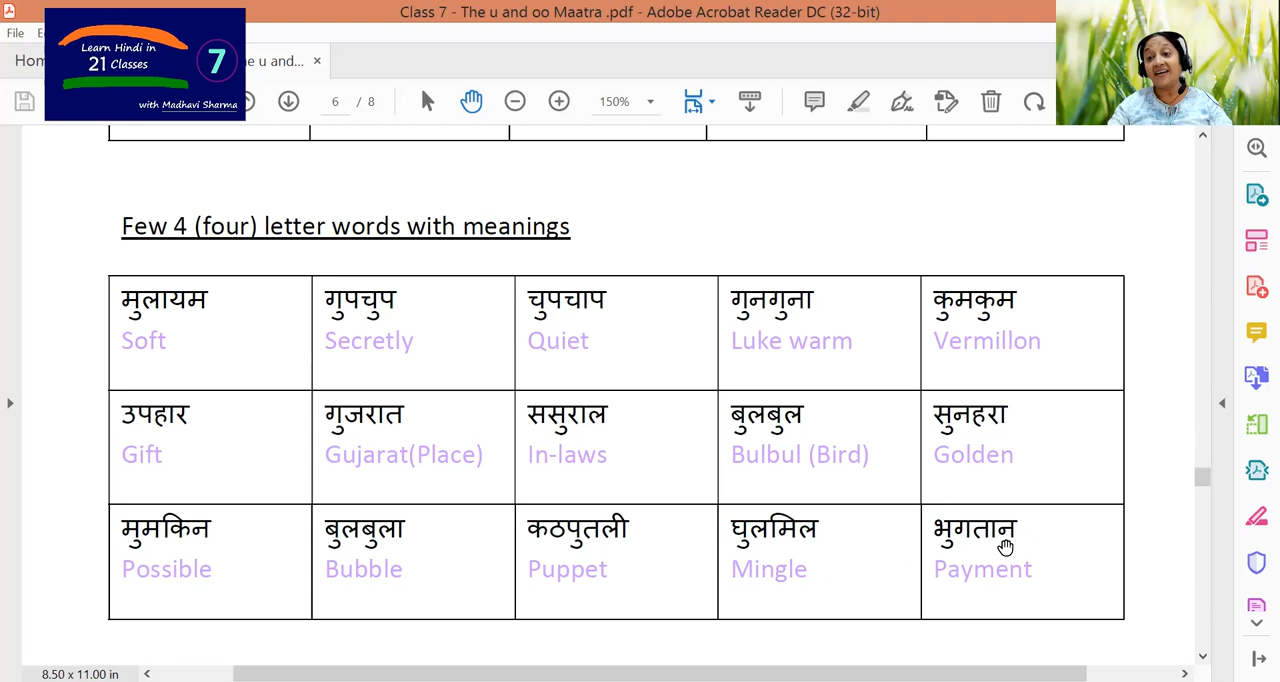 Class 7 - The u and oo Maatra .pdf - Adobe Acrobat Reader DC (32-bit)
File
Learn Hindi in
21 Classes
7
with Madhavi Sharma
Hom
e u and...
6 / 8
150%
Few 4 (four) letter words with meanings
मुलायम गुपचुप चुपचाप गुनगुना कुमकुम
Soft Secretly Quiet Luke warm Vermillon
उपहार गुजरात ससुराल बुलबुल सुनहरा
Gift Gujarat(Place) In-laws Bulbul (Bird) Golden
मुमकिन बुलबुला कठपुतली घुलमिल भुगतान
Possible Bubble Puppet Mingle Payment
8.50 x 11.00 in